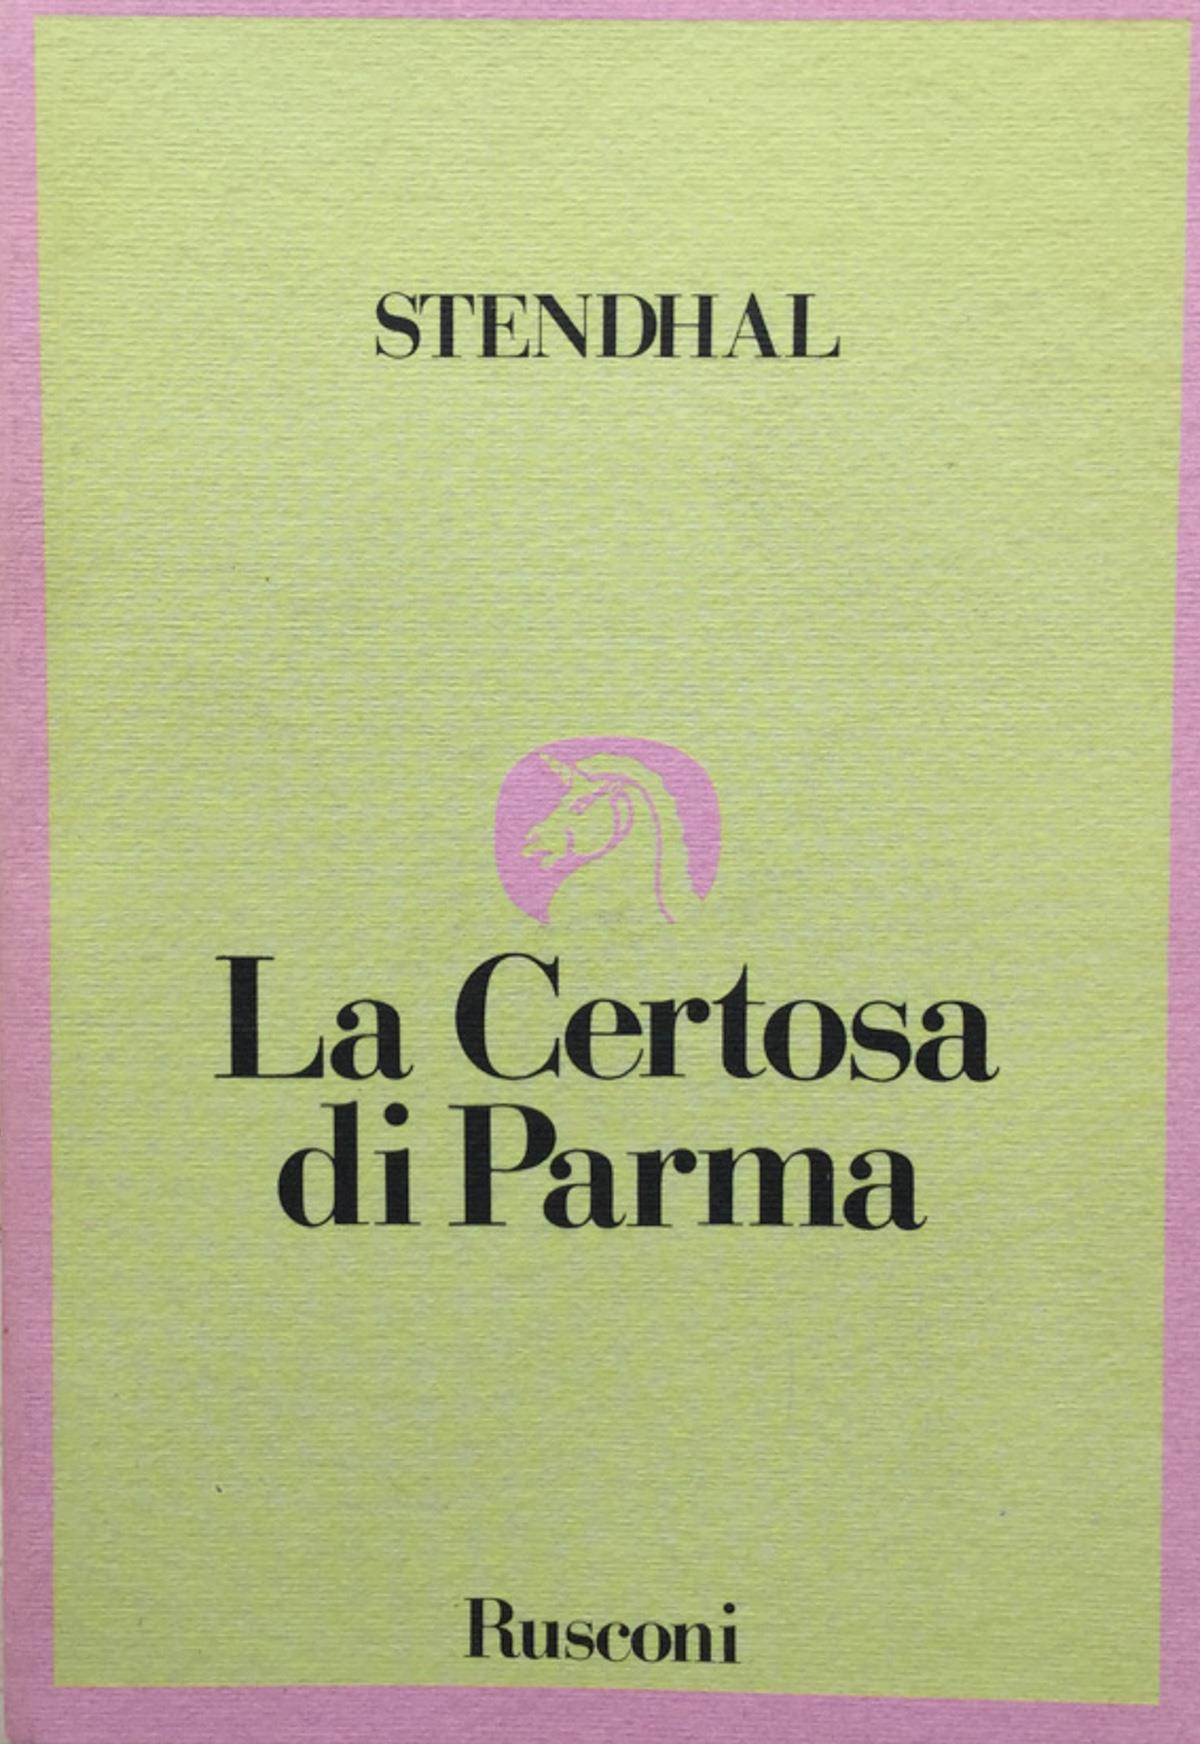 STENDHAL
La Certosa
di Parma
Rusconi